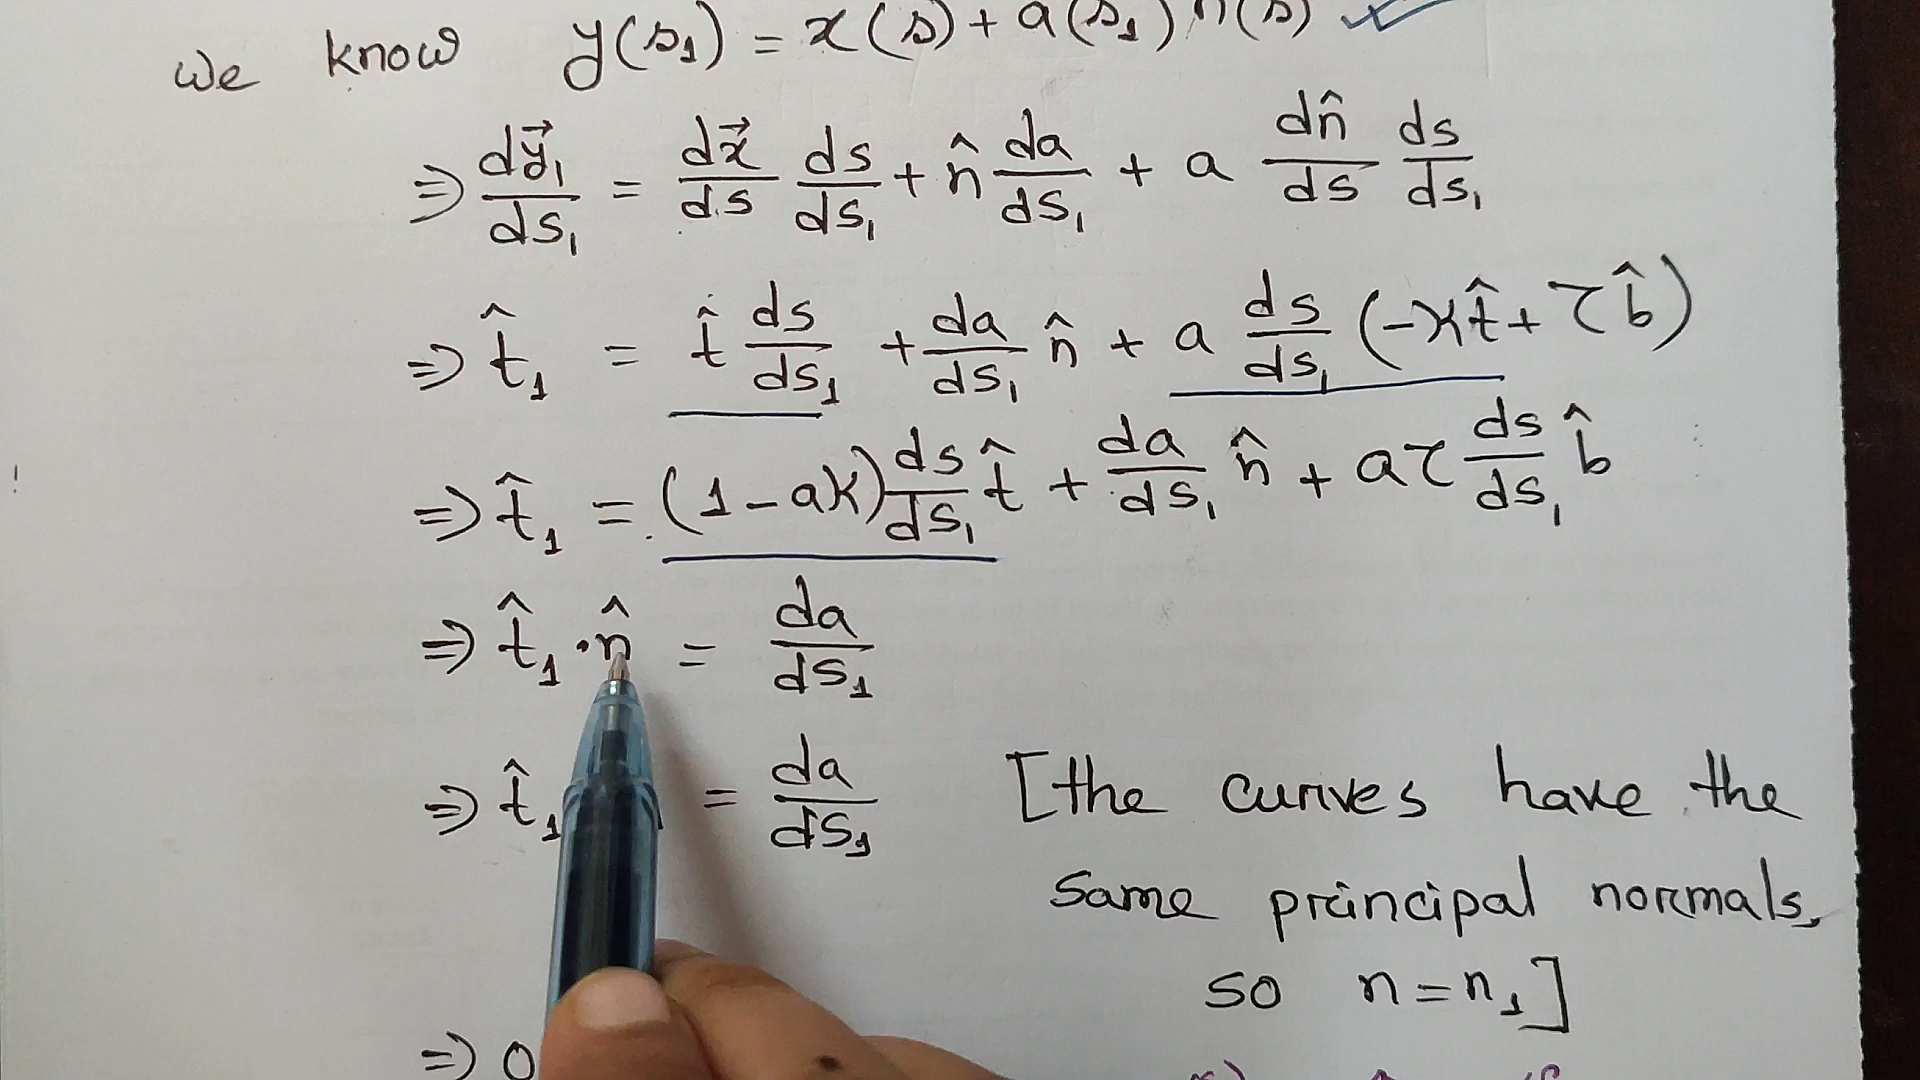 we know y(s₁) = x(s) + a(s₁) n(s)
⇒ dy⃗₁/ds₁ = dx⃗/ds ds/ds₁ + n̂ da/ds₁ + a dn̂/ds ds/ds₁
⇒ t̂₁ = t̂ ds/ds₁ + da/ds₁ n̂ + a ds/ds₁ (-κt̂ + τb̂)
⇒ t̂₁ = (1 - aκ) ds/ds₁ t̂ + da/ds₁ n̂ + aτ ds/ds₁ b̂
⇒ t̂₁ · n̂ = da/ds₁
⇒ t̂₁ = da/ds₁ [the curves have the
same principal normals,
so n = n₁]
⇒ 0